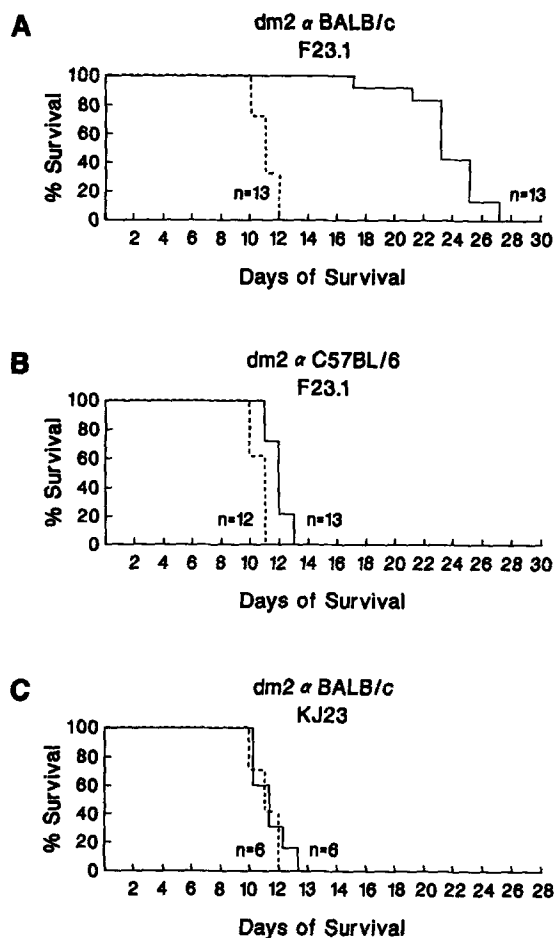 A
dm2 α BALB/c
F23.1
% Survival
100
80
60
40
20
0
n=13
n=13
2 4 6 8 10 12 14 16 18 20 22 24 26 28 30
Days of Survival
B
dm2 α C57BL/6
F23.1
% Survival
100
80
60
40
20
0
n=12
n=13
2 4 6 8 10 12 14 16 18 20 22 24 26 28 30
Days of Survival
C
dm2 α BALB/c
KJ23
% Survival
100
80
60
40
20
0
n=6
n=6
2 4 6 8 10 12 13 14 16 18 20 22 24 26 28
Days of Survival